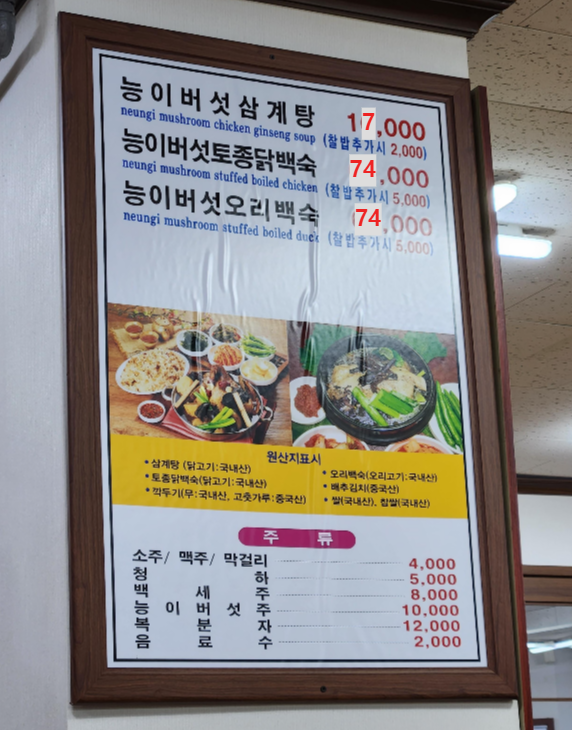 능이버섯삼계탕 17,000
neungi mushroom chicken ginseng soup (찰밥추가시 2,000)
능이버섯토종닭백숙 74,000
neungi mushroom stuffed boiled chicken (찰밥추가시 5,000)
능이버섯오리백숙 74,000
neungi mushroom stuffed boiled duck (찰밥추가시 5,000)
원산지표시
•삼계탕 (닭고기:국내산)
•토종닭백숙(닭고기:국내산)
•깍두기(무:국내산, 고춧가루:중국산)
•오리백숙(오리고기:국내산)
•배추김치(중국산)
•쌀(국내산), 찹쌀(국내산)
주 류
소주/ 맥주/ 막걸리 4,000
청 하 5,000
백 세 주 8,000
능 이 버 섯 주 10,000
복 분 자 12,000
음 료 수 2,000